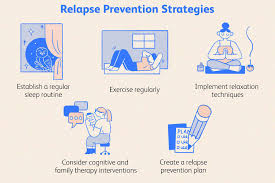 Relapse Prevention Strategies
Establish a regular
sleep routine
Exercise regularly
Implement relaxation
techniques
Consider cognitive and
family therapy interventions
Create a relapse
prevention plan
PLAN